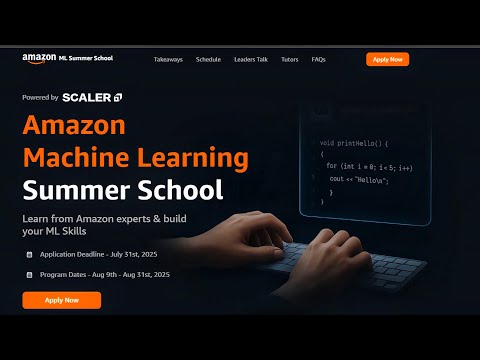 amazon ML Summer School
Takeaways Schedule Leaders Talk Tutors FAQs Apply Now
Powered by SCALER
Amazon
Machine Learning
Summer School
Learn from Amazon experts & build
your ML Skills
Application Deadline - July 31st, 2025
Program Dates - Aug 9th - Aug 31st, 2025
Apply Now
void printHello() {
{
for (int i = 0; i < 5; i++)
cout << "Hello\n";
}